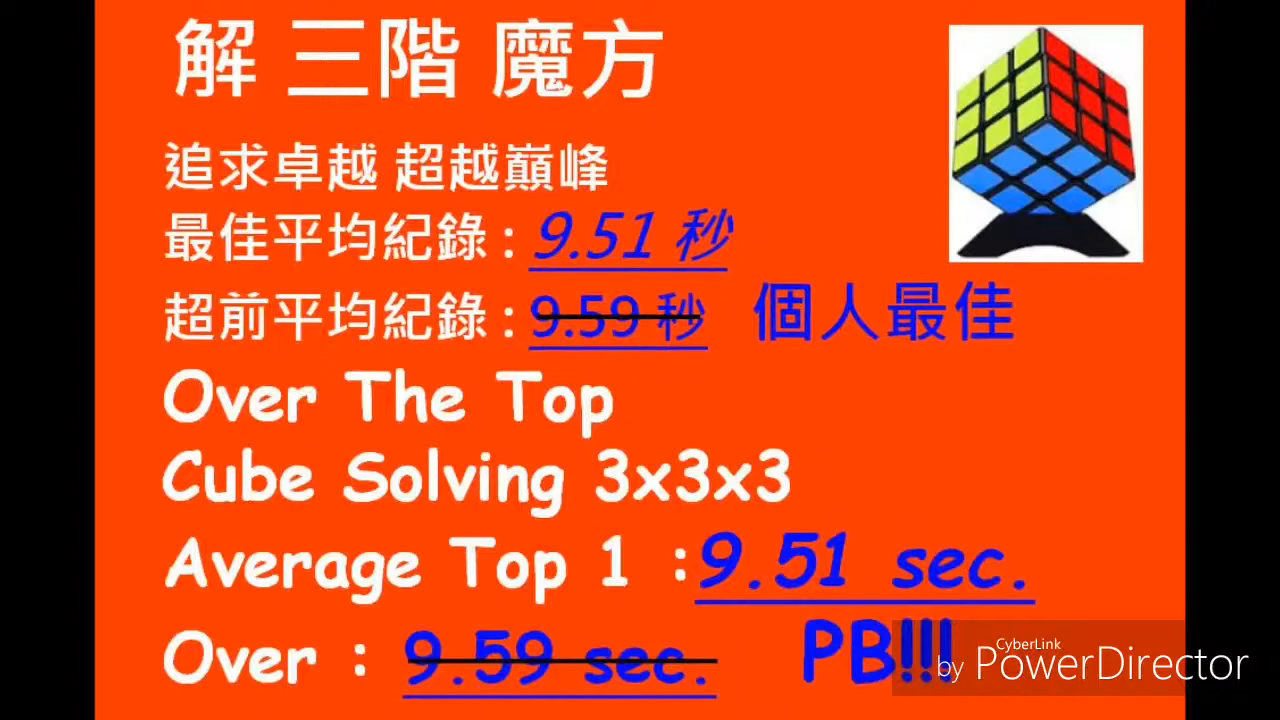 解 三階 魔方
追求卓越 超越巔峰
最佳平均紀錄 : 9.51 秒
超前平均紀錄 : 9.59 秒 個人最佳
Over The Top
Cube Solving 3x3x3
Average Top 1 : 9.51 sec.
Over : 9.59 sec. PB!!!
CyberLink
by PowerDirector